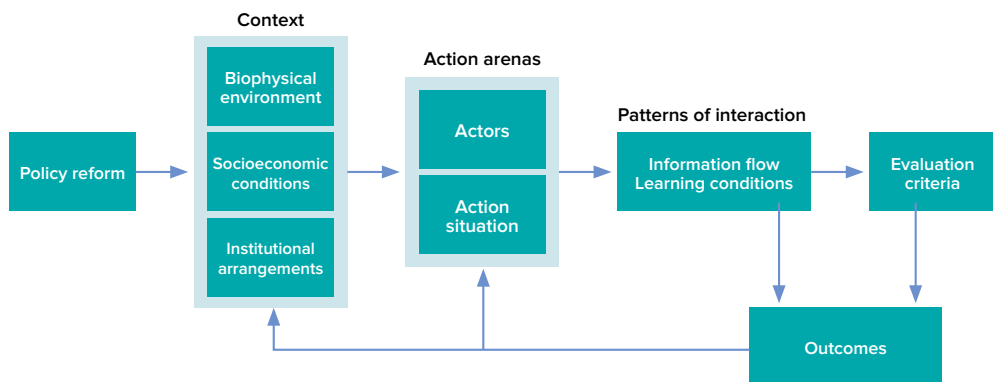 Context
Action arenas
Patterns of interaction
Policy reform
Biophysical
environment
Socioeconomic
conditions
Institutional
arrangements
Actors
Action
situation
Information flow
Learning conditions
Evaluation
criteria
Outcomes